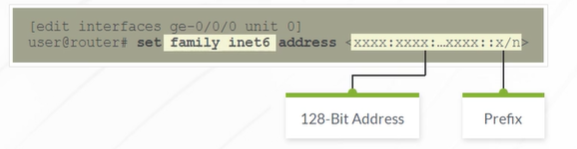 [edit interfaces ge-0/0/0 unit 0]
user@router# set family inet6 address <xxxx:xxxx:…xxxx::x/n>
128-Bit Address
Prefix